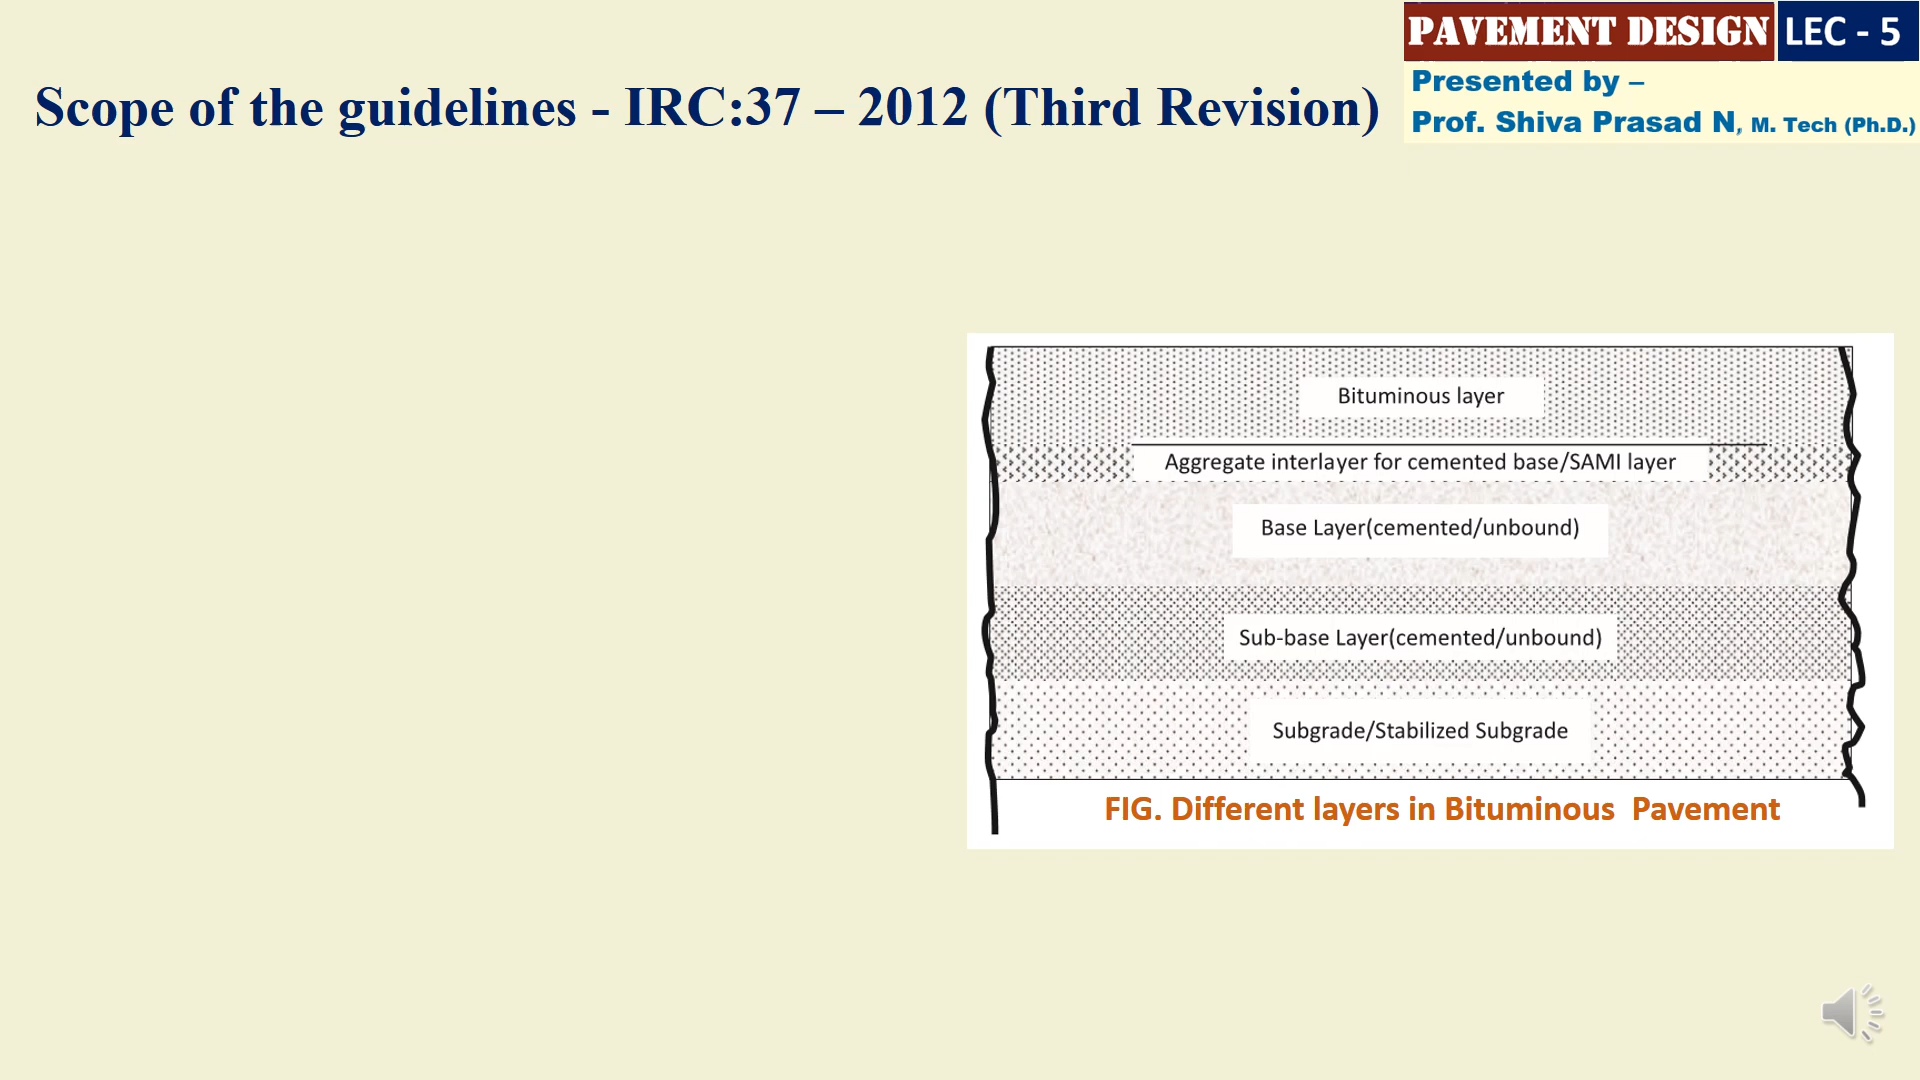 PAVEMENT DESIGN LEC - 5
Presented by –
Prof. Shiva Prasad N, M. Tech (Ph.D.)
Scope of the guidelines - IRC:37 – 2012 (Third Revision)
Bituminous layer
Aggregate interlayer for cemented base/SAMI layer
Base Layer(cemented/unbound)
Sub-base Layer(cemented/unbound)
Subgrade/Stabilized Subgrade
FIG. Different layers in Bituminous Pavement